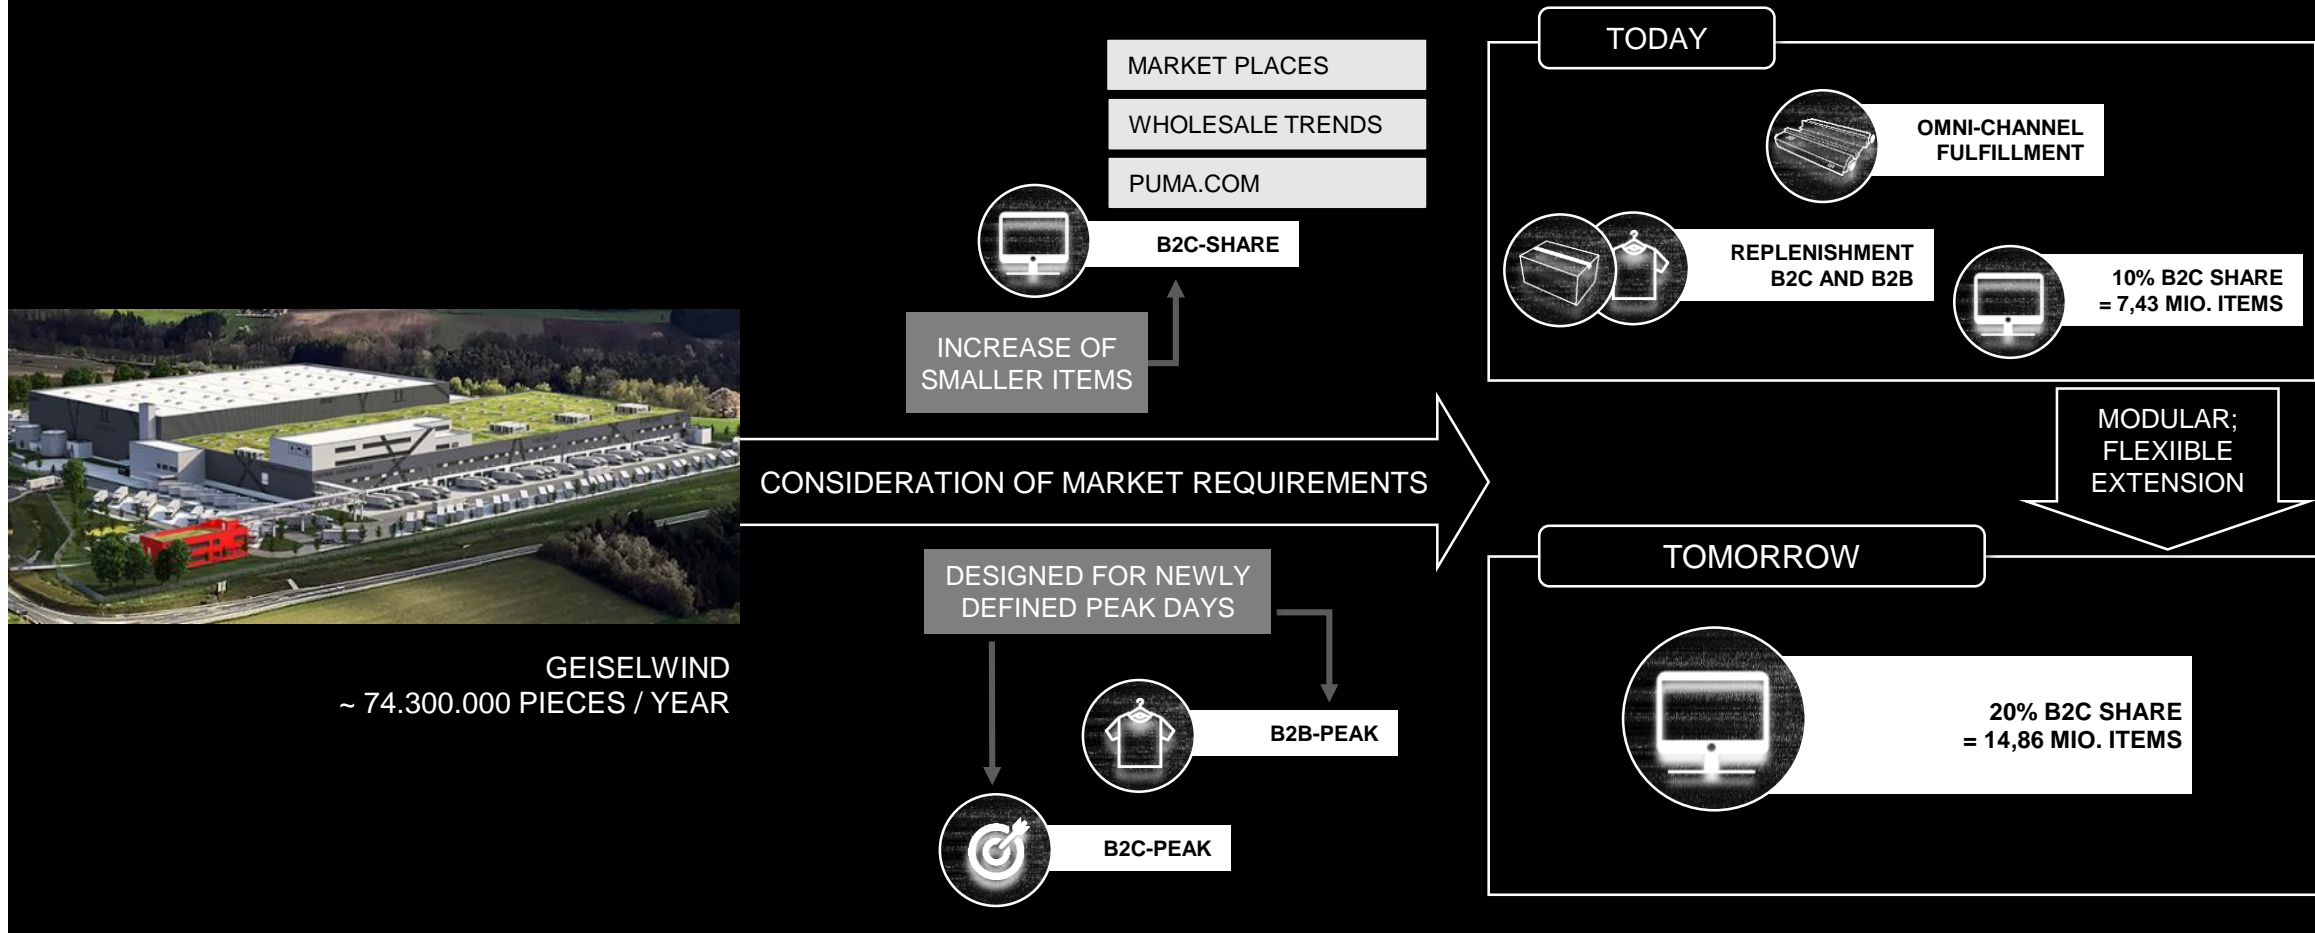 GEISELWIND
~ 74.300.000 PIECES / YEAR
MARKET PLACES
WHOLESALE TRENDS
PUMA.COM
B2C-SHARE
INCREASE OF
SMALLER ITEMS
CONSIDERATION OF MARKET REQUIREMENTS
DESIGNED FOR NEWLY
DEFINED PEAK DAYS
B2B-PEAK
B2C-PEAK
TODAY
OMNI-CHANNEL
FULFILLMENT
REPLENISHMENT
B2C AND B2B
10% B2C SHARE
= 7,43 MIO. ITEMS
MODULAR;
FLEXIIBLE
EXTENSION
TOMORROW
20% B2C SHARE
= 14,86 MIO. ITEMS